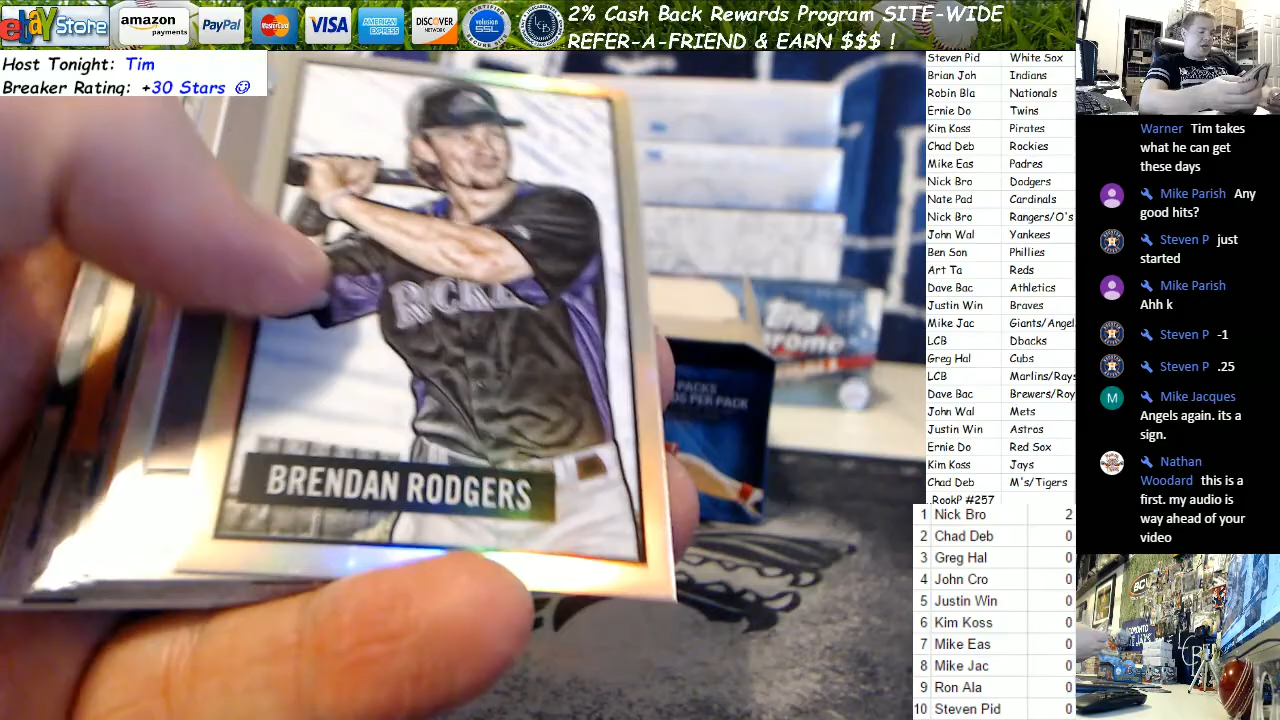 ebay Store
amazon
payments
PayPal
MasterCard
VISA
AMERICAN
EXPRESS
DISCOVER
NETWORK
volusion
SSL
LCB
2% Cash Back Rewards Program SITE-WIDE
REFER-A-FRIEND & EARN $$$ !
Host Tonight: Tim
Breaker Rating: +30 Stars
ROCKIE
BRENDAN RODGERS
PACKS
PER PACK
Steven Pid White Sox
Brian Joh Indians
Robin Bla Nationals
Ernie Do Twins
Kim Koss Pirates
Chad Deb Rockies
Mike Eas Padres
Nick Bro Dodgers
Nate Pad Cardinals
Nick Bro Rangers/O's
John Wal Yankees
Ben Son Phillies
Art Ta Reds
Dave Bac Athletics
Justin Win Braves
Mike Jac Giants/Angel
LCB Dbacks
Greg Hal Cubs
LCB Marlins/Rays
Dave Bac Brewers/Roy
John Wal Mets
Justin Win Astros
Ernie Do Red Sox
Kim Koss Jays
Chad Deb M's/Tigers
.RookP #257
1 Nick Bro 2
2 Chad Deb 0
3 Greg Hal 0
4 John Cro 0
5 Justin Win 0
6 Kim Koss 0
7 Mike Eas 0
8 Mike Jac 0
9 Ron Ala 0
10 Steven Pid 0
Warner Tim takes
what he can get
these days
Mike Parish Any
good hits?
Steven P just
started
Mike Parish
Ahh k
Steven P -1
Steven P .25
M
Mike Jacques
Angels again. its a
sign.
Nathan
Woodard this is a
first. my audio is
way ahead of your
video